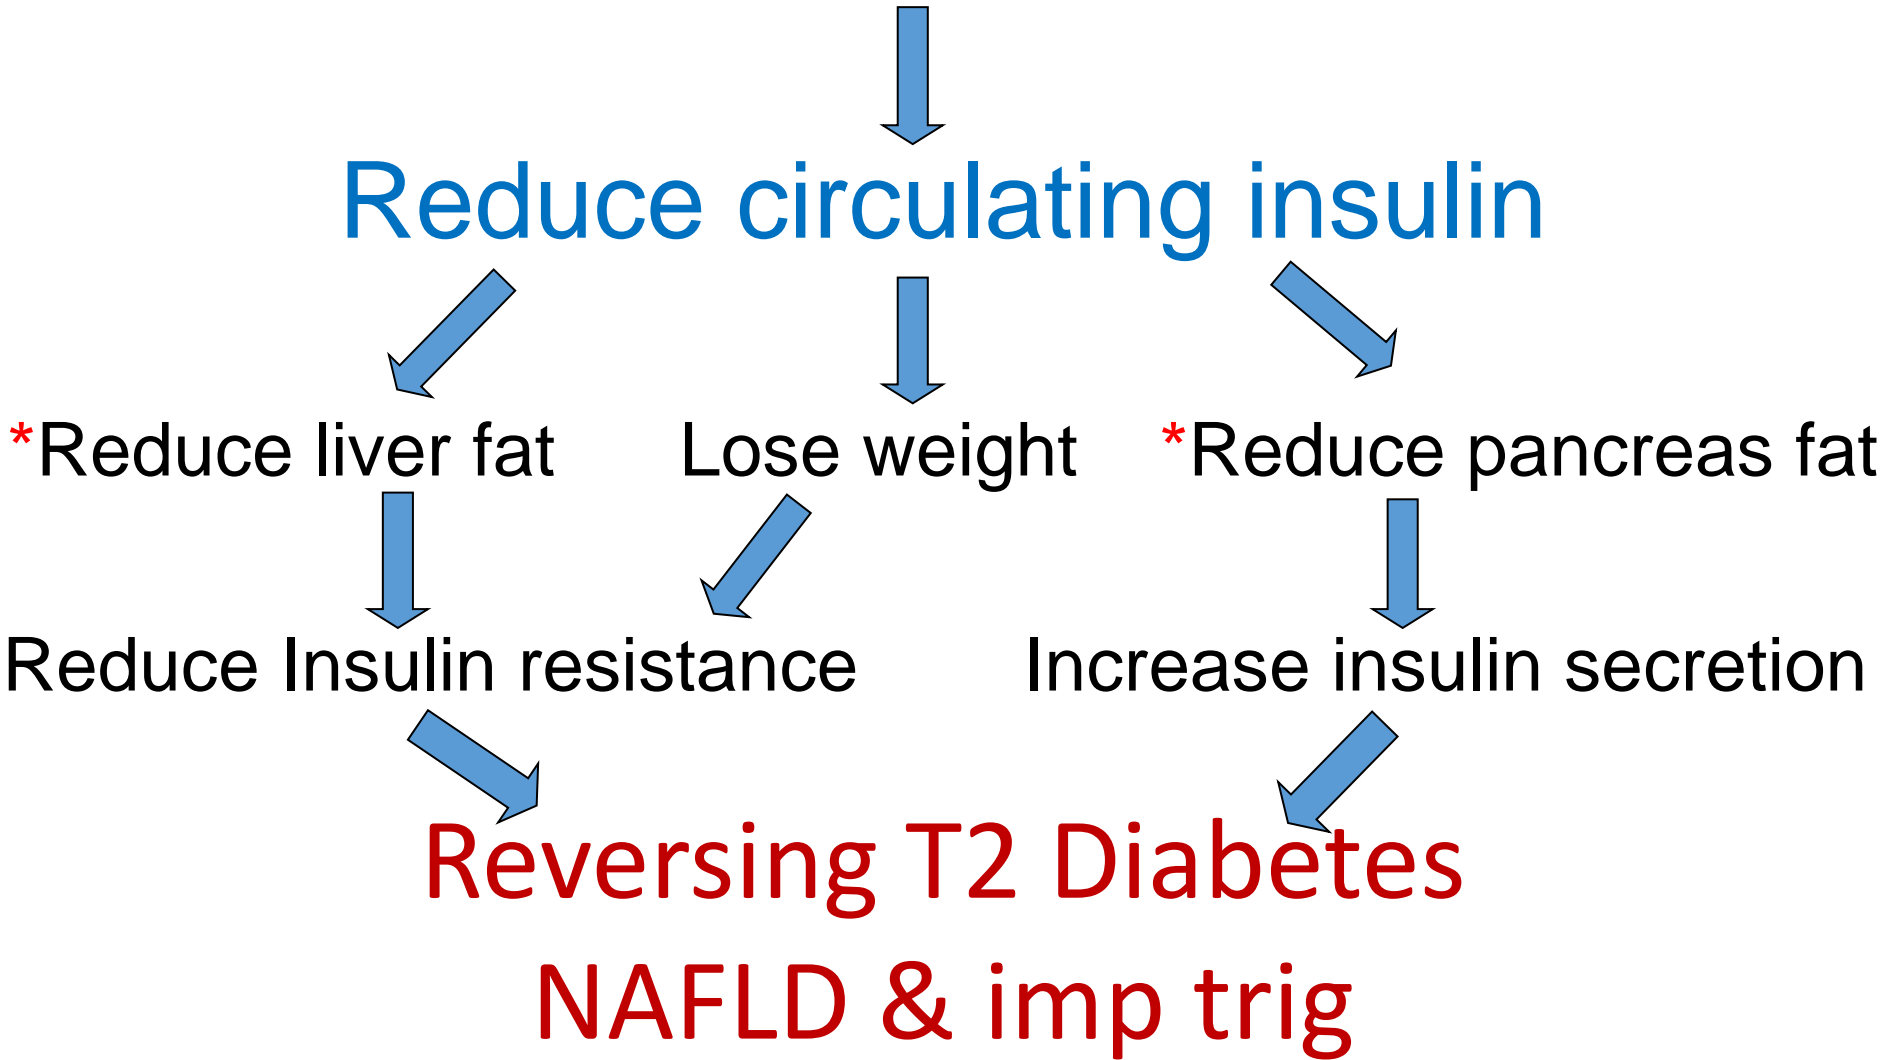 Reduce circulating insulin
*Reduce liver fat Lose weight *Reduce pancreas fat
Reduce Insulin resistance Increase insulin secretion
Reversing T2 Diabetes
NAFLD & imp trig